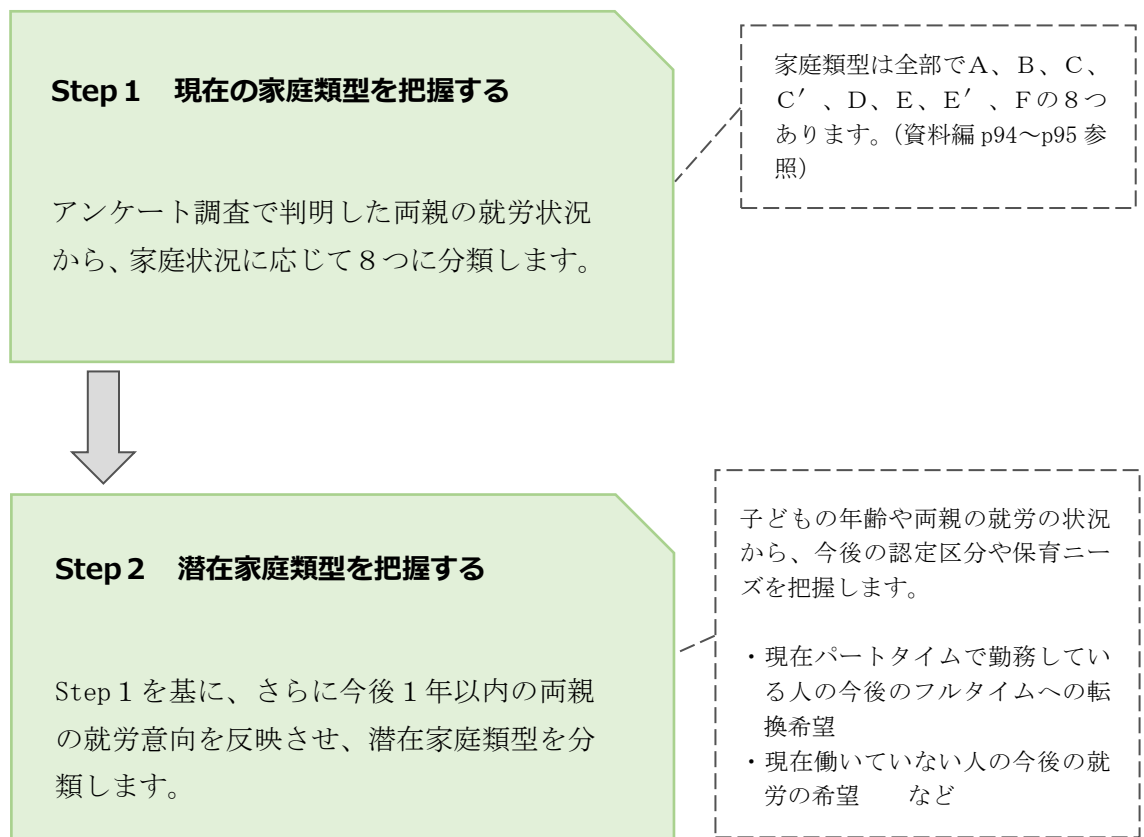 Step１　現在の家庭類型を把握する
アンケート調査で判明した両親の就労状況
から、家庭状況に応じて８つに分類します。
家庭類型は全部でＡ、Ｂ、Ｃ、
Ｃ′、Ｄ、Ｅ、Ｅ′、Ｆの８つ
あります。(資料編 p94～p95 参
照)
Step２　潜在家庭類型を把握する
Step１を基に、さらに今後１年以内の両親
の就労意向を反映させ、潜在家庭類型を分
類します。
子どもの年齢や両親の就労の状況
から、今後の認定区分や保育ニー
ズを把握します。
・現在パートタイムで勤務してい
る人の今後のフルタイムへの転
換希望
・現在働いていない人の今後の就
労の希望　　など